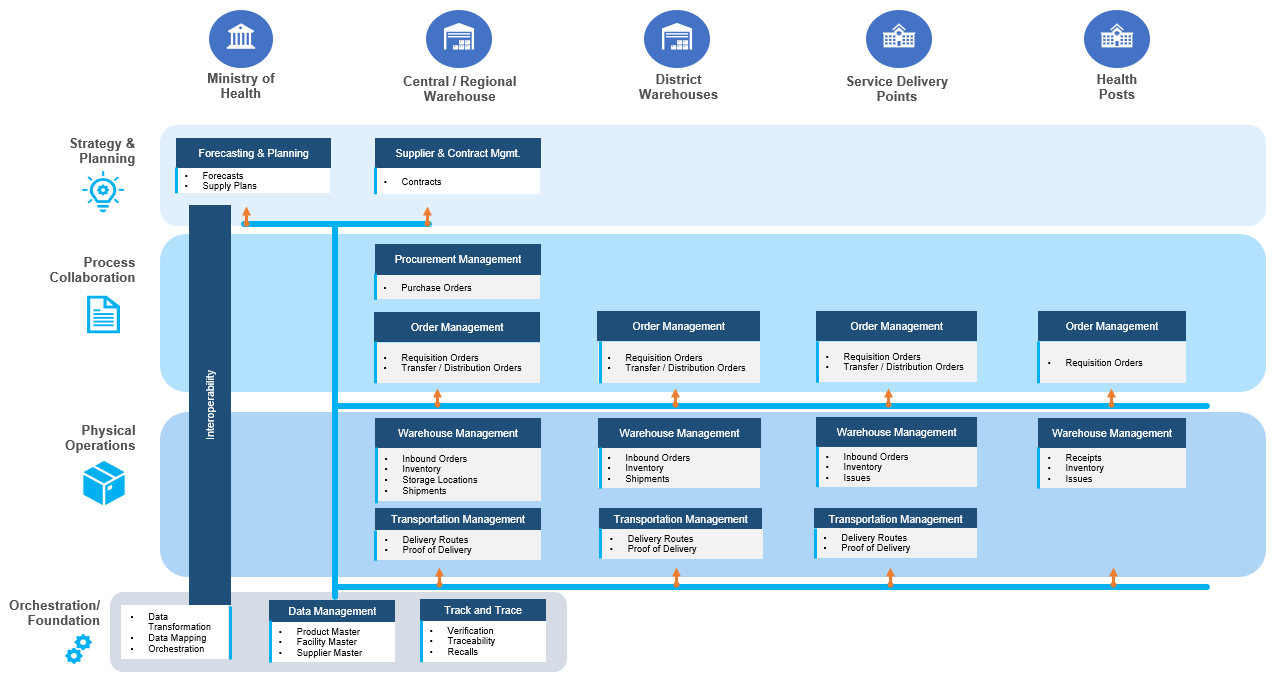 Ministry of
Health
Central / Regional
Warehouse
District
Warehouses
Service Delivery
Points
Health
Posts
Strategy &
Planning
Forecasting & Planning
• Forecasts
• Supply Plans
Supplier & Contract Mgmt.
• Contracts
Process
Collaboration
Procurement Management
• Purchase Orders
Order Management
• Requisition Orders
• Transfer / Distribution Orders
Order Management
• Requisition Orders
• Transfer / Distribution Orders
Order Management
• Requisition Orders
• Transfer / Distribution Orders
Order Management
• Requisition Orders
Interoperability
Physical
Operations
Warehouse Management
• Inbound Orders
• Inventory
• Storage Locations
• Shipments
Warehouse Management
• Inbound Orders
• Inventory
• Shipments
Warehouse Management
• Inbound Orders
• Inventory
• Issues
Warehouse Management
• Receipts
• Inventory
• Issues
Transportation Management
• Delivery Routes
• Proof of Delivery
Transportation Management
• Delivery Routes
• Proof of Delivery
Transportation Management
• Delivery Routes
• Proof of Delivery
Orchestration/
Foundation
• Data
Transformation
• Data Mapping
• Orchestration
Data Management
• Product Master
• Facility Master
• Supplier Master
Track and Trace
• Verification
• Traceability
• Recalls